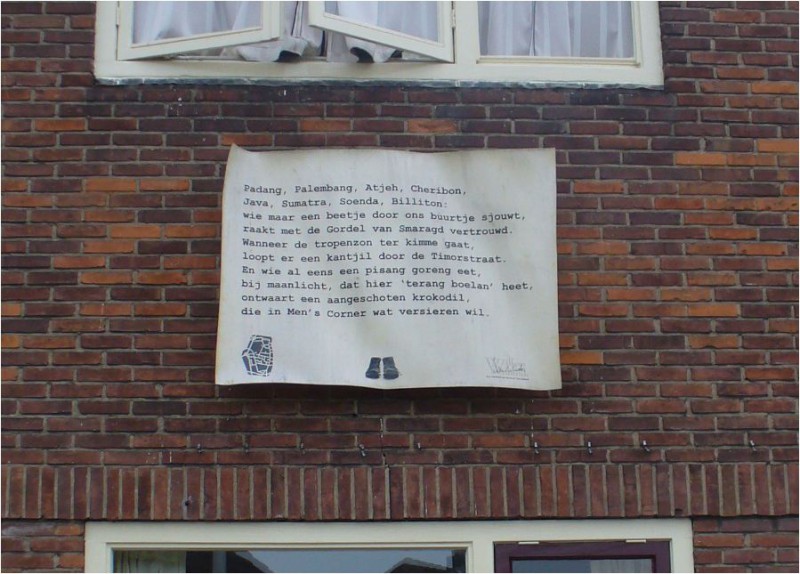 Padang, Palembang, Atjeh, Cheribon,
Java, Sumatra, Soenda, Billiton:
wie maar een beetje door ons buurtje sjouwt,
raakt met de Gordel van Smaragd vertrouwd.
Wanneer de tropenzon ter kimme gaat,
loopt er een kantjil door de Timorstraat.
En wie al eens een pisang goreng eet,
bij maanlicht, dat hier 'terang boelan' heet,
ontwaart een aangeschoten krokodil,
die in Men's Corner wat versieren wil.